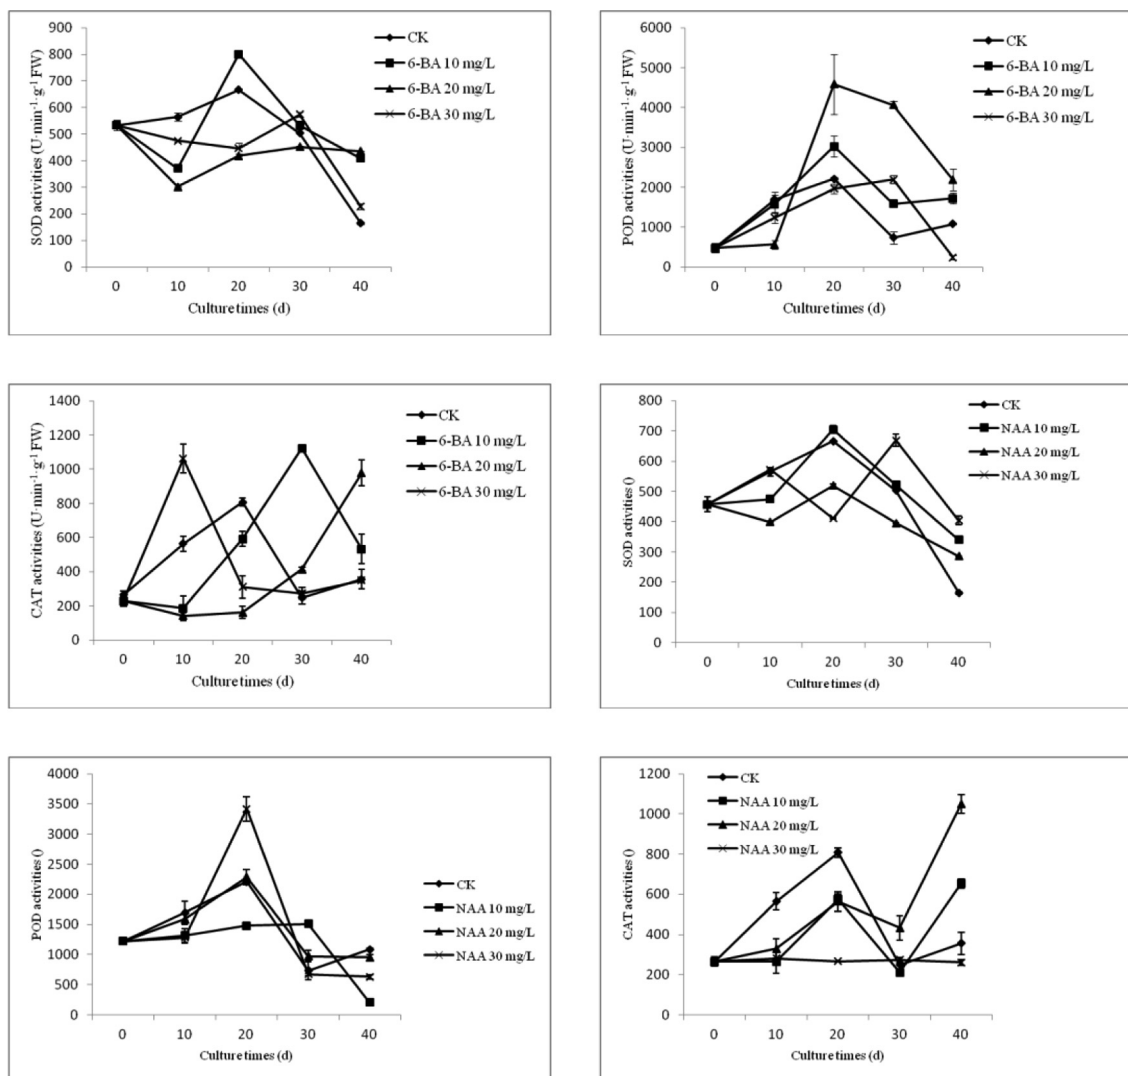 900
800
700
600
500
400
300
200
100
0
SOD activities (U·min⁻¹·g⁻¹ FW)
0 10 20 30 40
Culture times (d)
CK
6-BA 10 mg/L
6-BA 20 mg/L
6-BA 30 mg/L
6000
5000
4000
3000
2000
1000
0
POD activities (U·min⁻¹·g⁻¹ FW)
0 10 20 30 40
Culture times (d)
CK
6-BA 10 mg/L
6-BA 20 mg/L
6-BA 30 mg/L
1400
1200
1000
800
600
400
200
0
CAT activities (U·min⁻¹·g⁻¹ FW)
0 10 20 30 40
Culture times (d)
CK
6-BA 10 mg/L
6-BA 20 mg/L
6-BA 30 mg/L
800
700
600
500
400
300
200
100
0
SOD activities ()
0 10 20 30 40
Culture times (d)
CK
NAA 10 mg/L
NAA 20 mg/L
NAA 30 mg/L
4000
3500
3000
2500
2000
1500
1000
500
0
POD activities ()
0 10 20 30 40
Culture times (d)
CK
NAA 10 mg/L
NAA 20 mg/L
NAA 30 mg/L
1200
1000
800
600
400
200
0
CAT activities ()
0 10 20 30 40
Culture times (d)
CK
NAA 10 mg/L
NAA 20 mg/L
NAA 30 mg/L